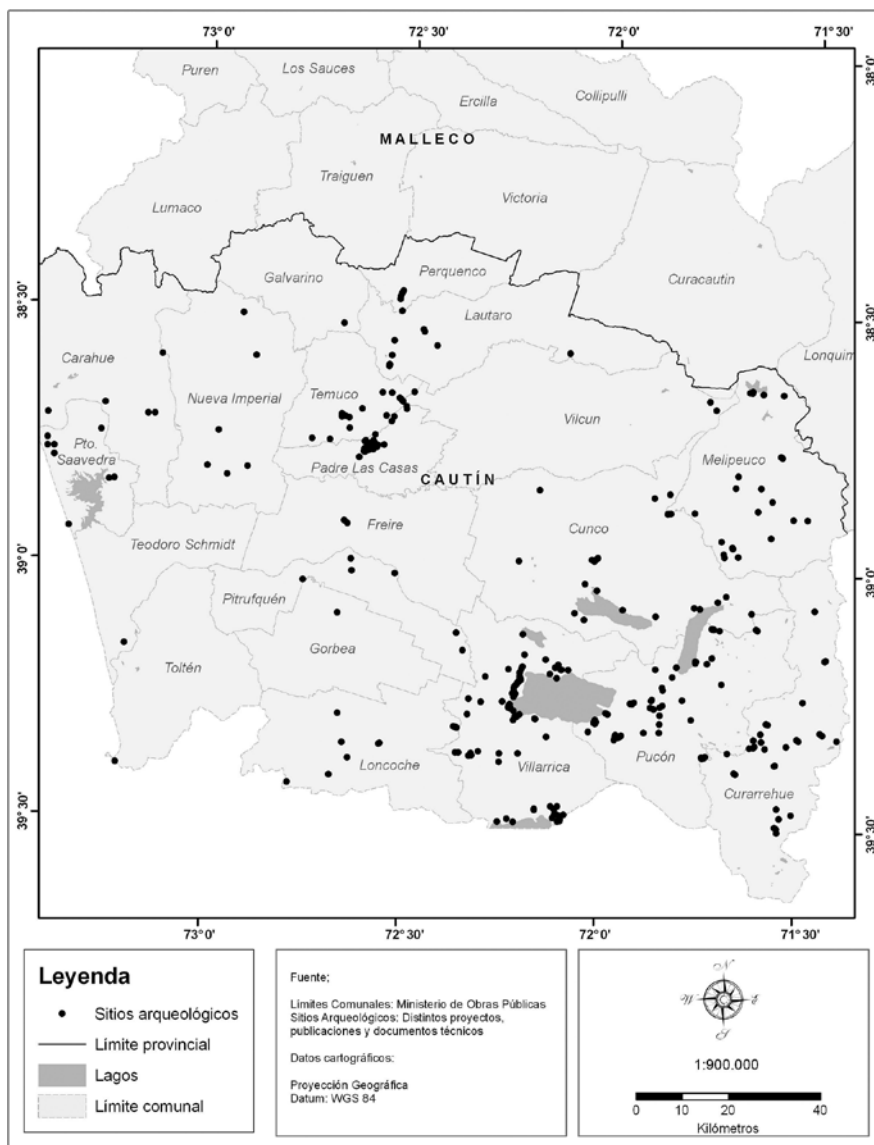 73°0'
72°30'
72°0'
71°30'
38°0'
Puren
Los Sauces
Ercilla
Collipulli
MALLECO
Traiguen
Victoria
Lumaco
Galvarino
Perquenco
Curacautin
38°30'
38°30'
Lautaro
Carahue
Lonquim
Nueva Imperial
Temuco
Vilcun
Pto.
Saavedra
Melipeuco
Padre Las Casas
CAUTÍN
Freire
Cunco
Teodoro Schmidt
39°0'
39°0'
Pitrufquén
Gorbea
Toltén
Loncoche
Villarrica
Pucón
Curarrehue
39°30'
39°30'
73°0'
72°30'
72°0'
71°30'
Leyenda
Sitios arqueológicos
Límite provincial
Lagos
Límite comunal
Fuente;
Límites Comunales: Ministerio de Obras Públicas
Sitios Arqueológicos: Distintos proyectos,
publicaciones y documentos técnicos
Datos cartográficos:
Proyección Geográfica
Datum: WGS 84
N
W
E
S
1:900.000
0 10 20 40
Kilómetros